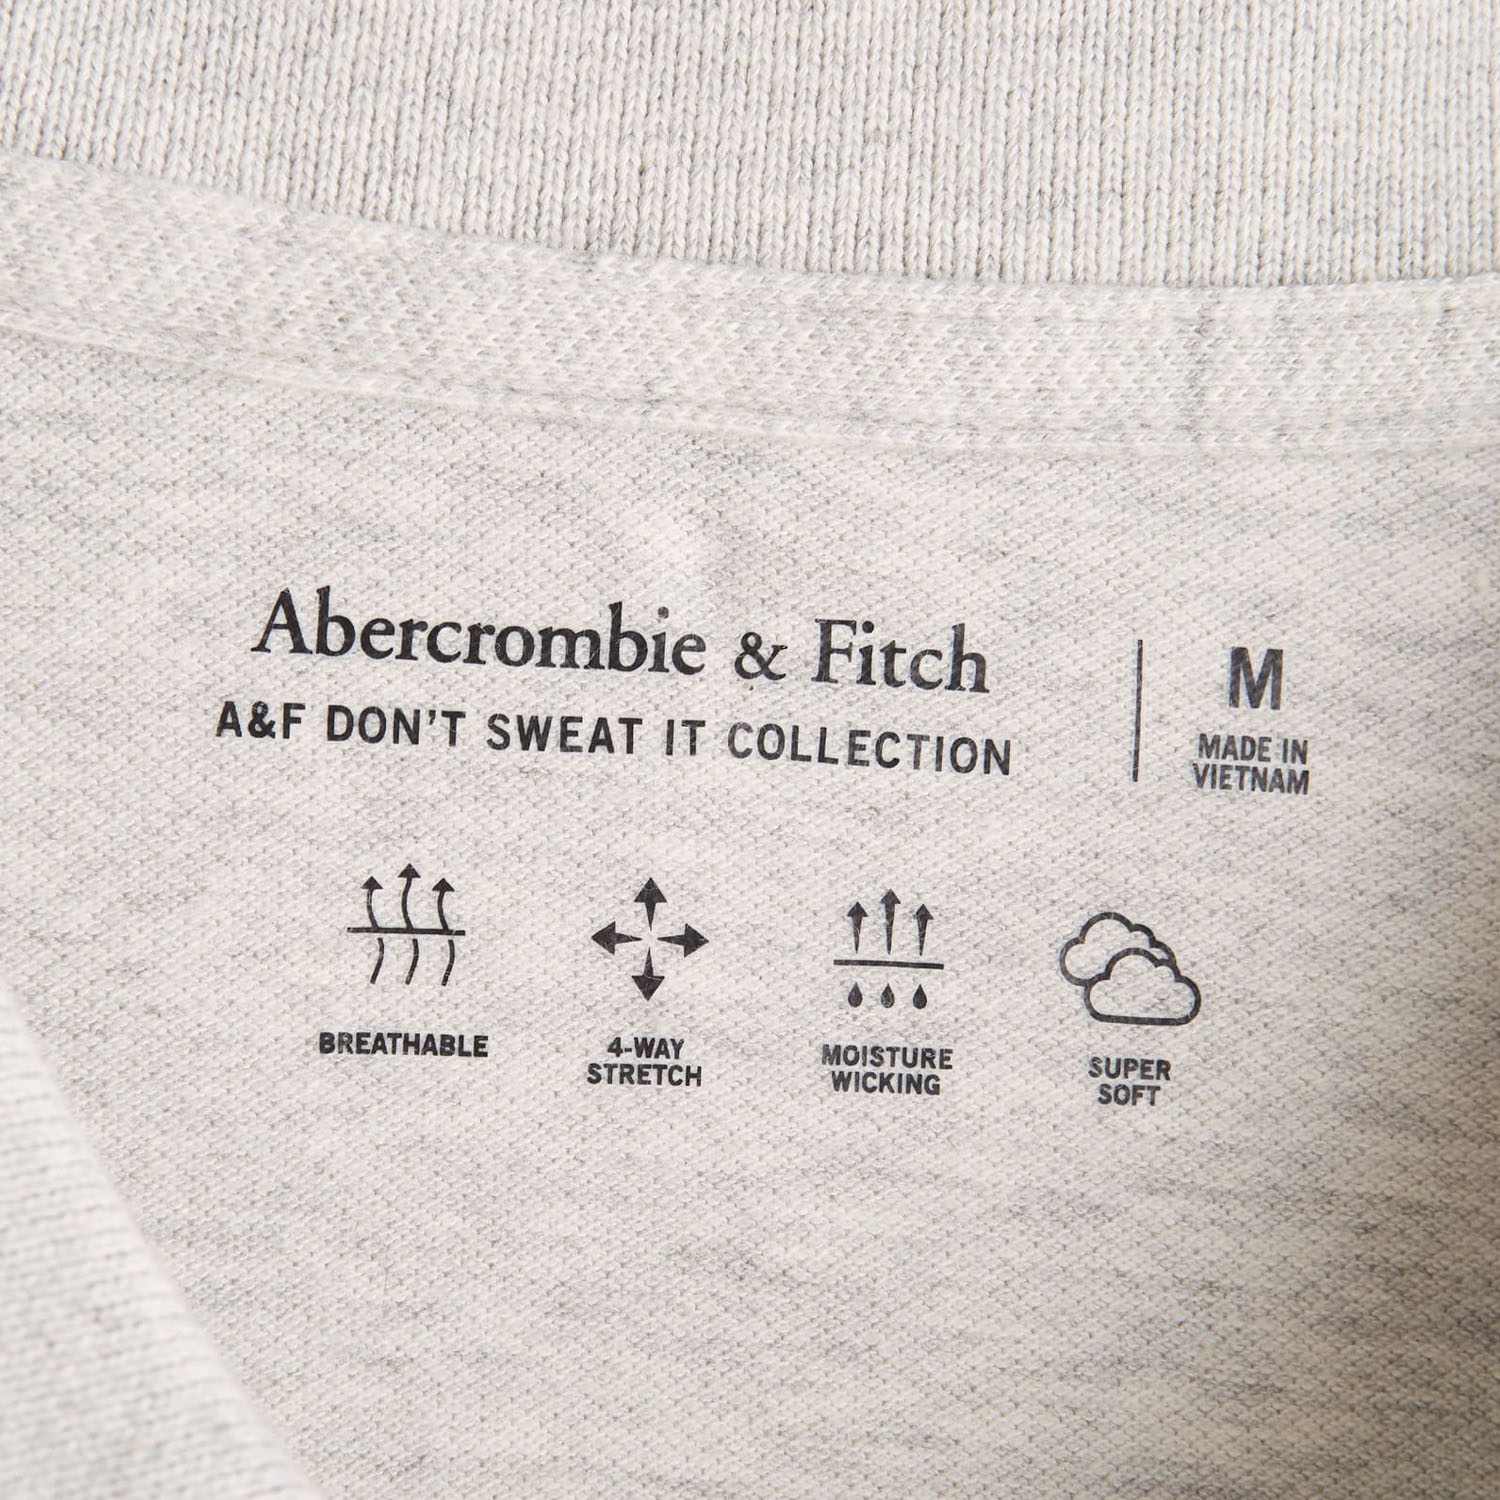 Abercrombie & Fitch
A&F DON'T SWEAT IT COLLECTION
M
MADE IN
VIETNAM
BREATHABLE
4-WAY
STRETCH
MOISTURE
WICKING
SUPER
SOFT